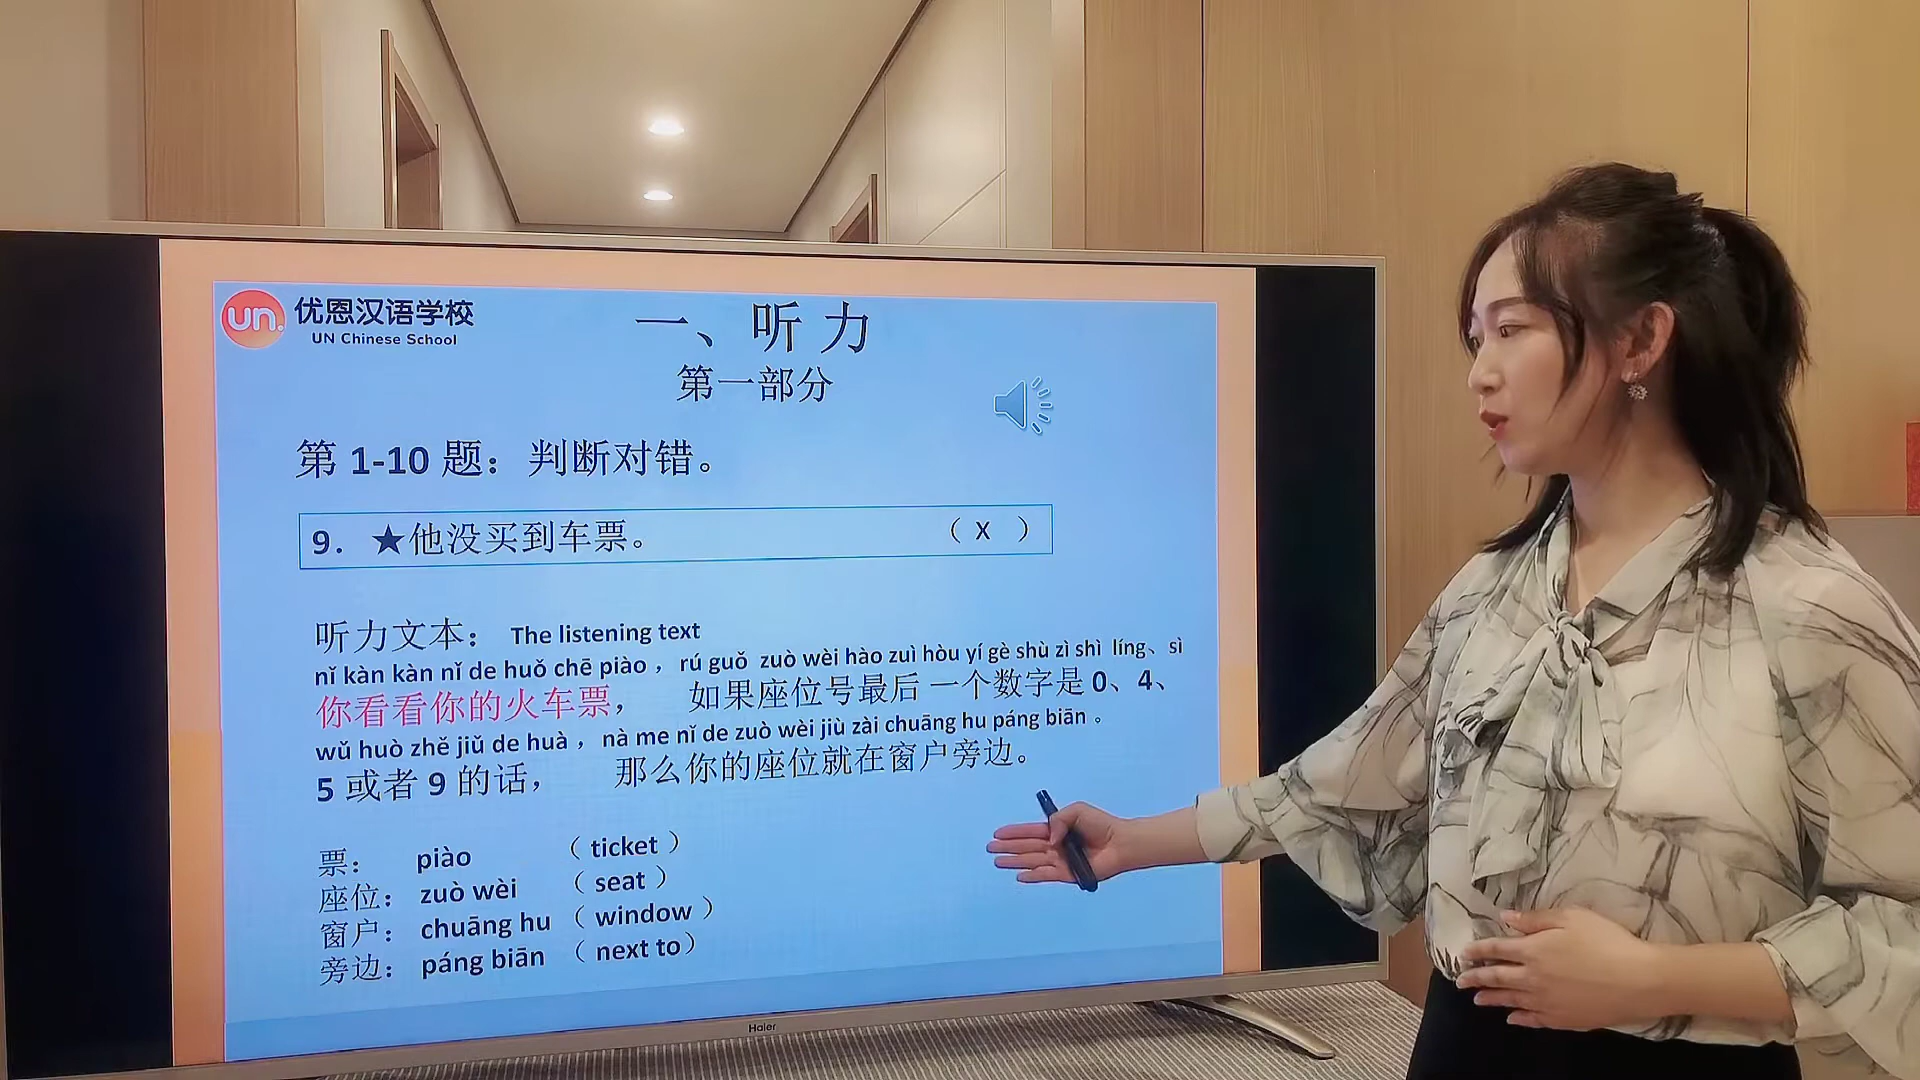 un.
优恩汉语学校
UN Chinese School
一、听 力
第一部分
第 1-10 题：判断对错。
9. ★他没买到车票。 （ X ）
听力文本： The listening text
nǐ kàn kàn nǐ de huǒ chē piào ，rú guǒ zuò wèi hào zuì hòu yí gè shù zì shì líng、sì
你看看你的火车票， 如果座位号最后 一个数字是 0、4、
wǔ huò zhě jiǔ de huà ，nà me nǐ de zuò wèi jiù zài chuāng hu páng biān 。
5 或者 9 的话， 那么你的座位就在窗户旁边。
票： piào （ ticket ）
座位： zuò wèi （ seat ）
窗户： chuāng hu （ window ）
旁边： páng biān （ next to）
Haier